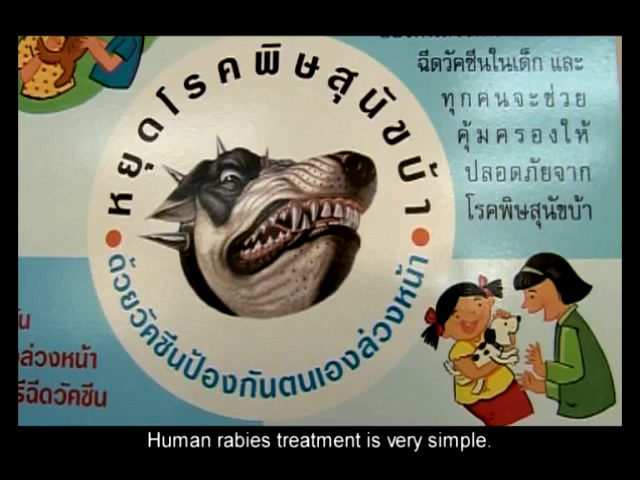 ฉีดวัคซีนในเด็ก และ
ทุกคนจะช่วย
คุ้มครองให้
ปลอดภัยจาก
โรคพิษสุนัขบ้า
หยุดโรคพิษสุนัขบ้า
ด้วยวัคซีนป้องกันตนเองล่วงหน้า
ล่วงหน้า
ฉีดวัคซีน
Human rabies treatment is very simple.